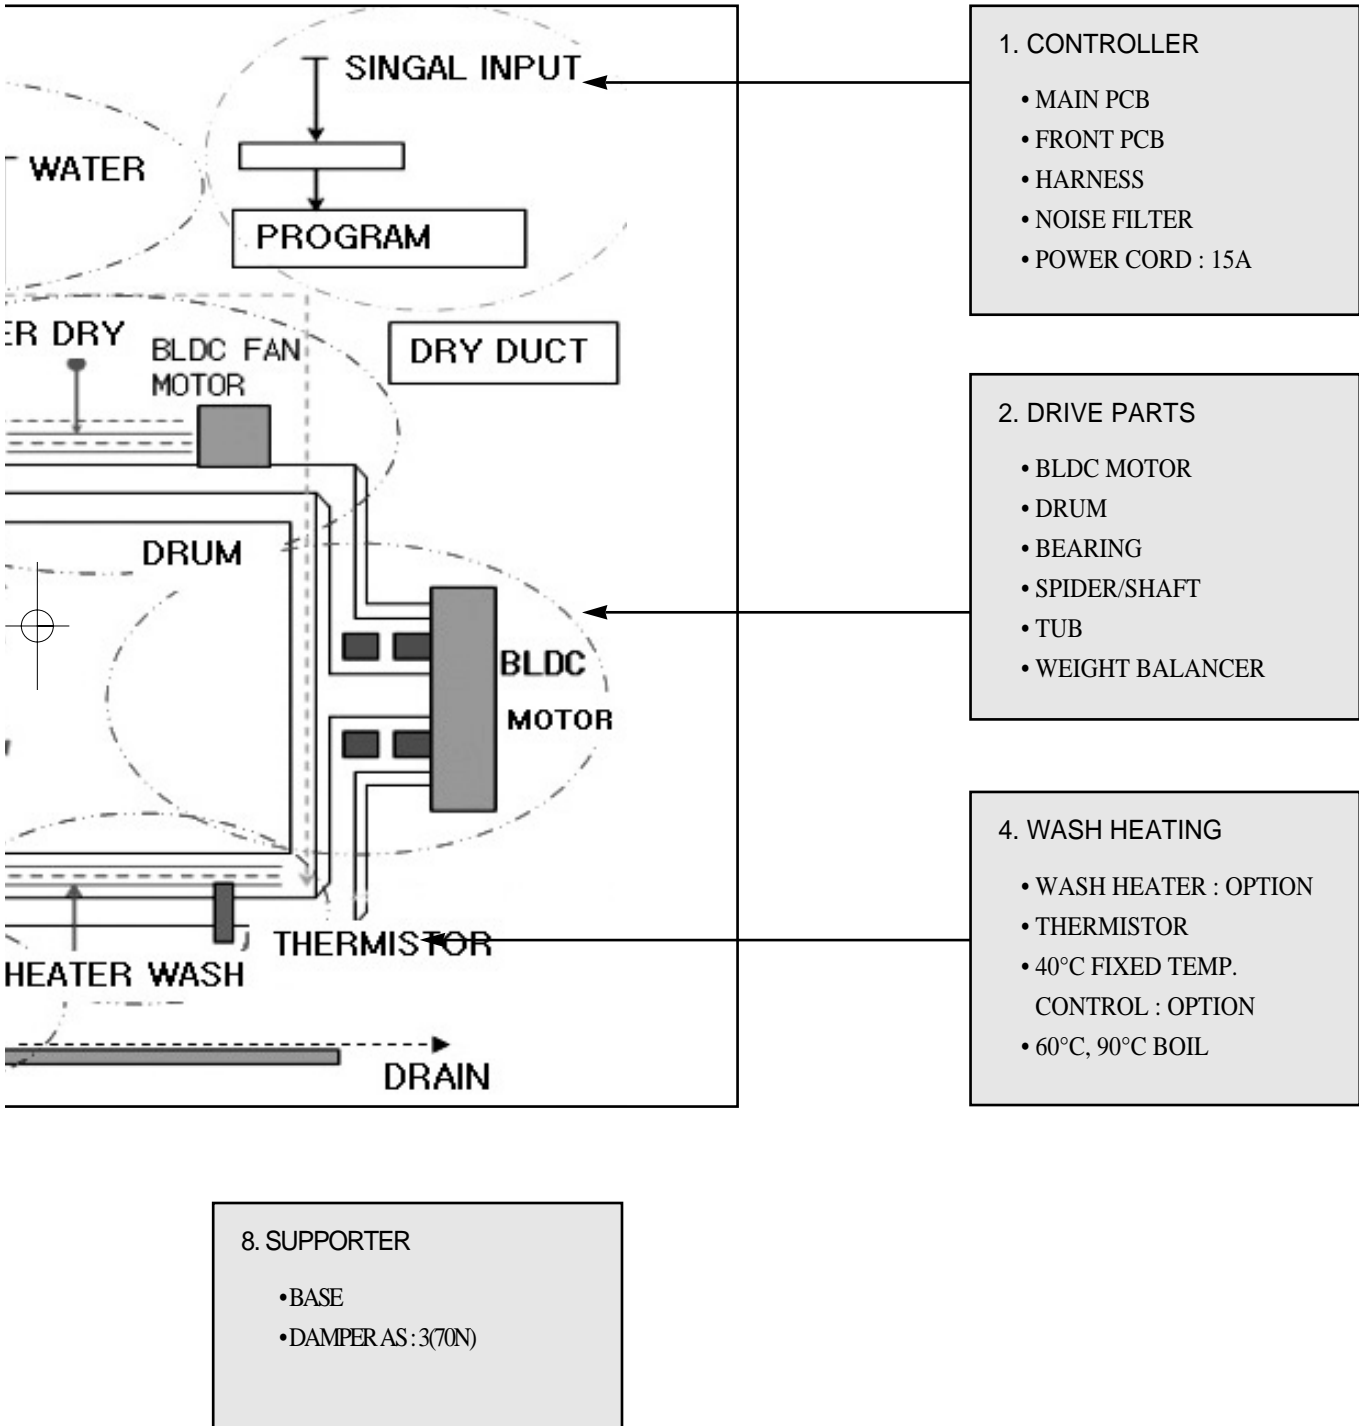 SINGAL INPUT
WATER
PROGRAM
ER DRY
BLDC FAN
MOTOR
DRY DUCT
DRUM
BLDC
MOTOR
THERMISTOR
HEATER WASH
DRAIN
1. CONTROLLER
• MAIN PCB
• FRONT PCB
• HARNESS
• NOISE FILTER
• POWER CORD : 15A
2. DRIVE PARTS
• BLDC MOTOR
• DRUM
• BEARING
• SPIDER/SHAFT
• TUB
• WEIGHT BALANCER
4. WASH HEATING
• WASH HEATER : OPTION
• THERMISTOR
• 40°C FIXED TEMP.
CONTROL : OPTION
• 60°C, 90°C BOIL
8. SUPPORTER
• BASE
• DAMPER AS : 3(70N)